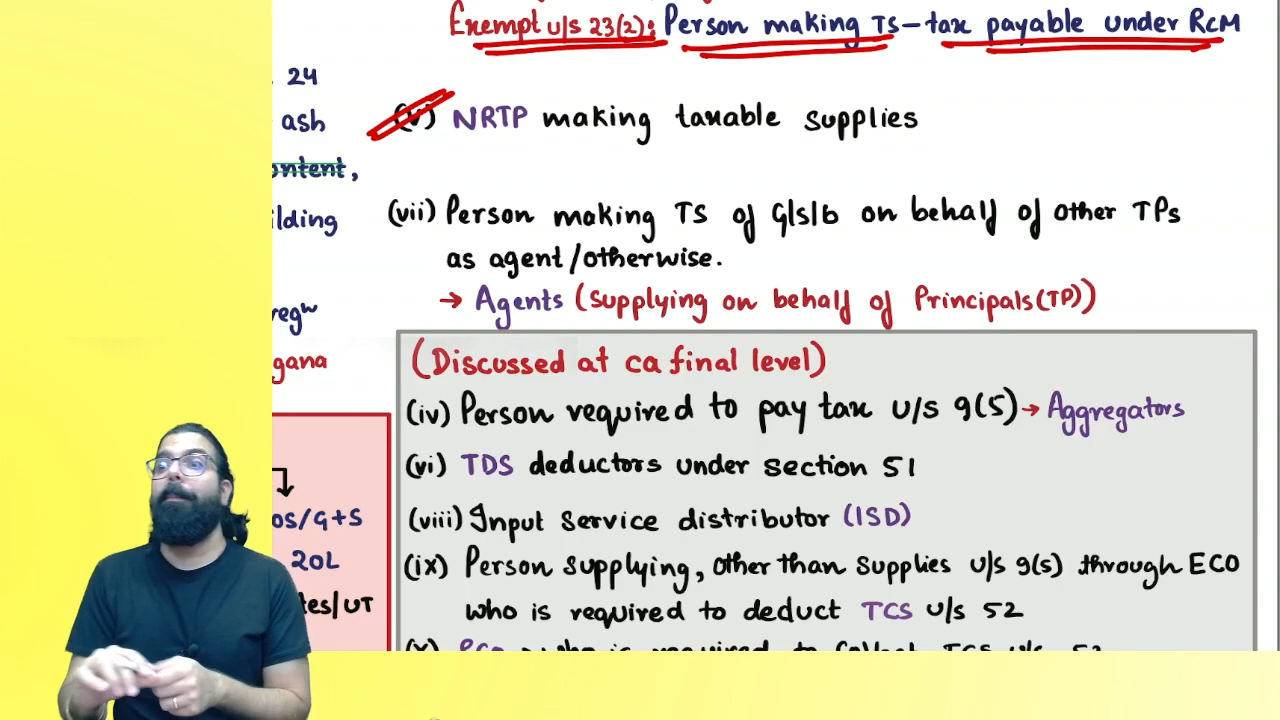 Exempt u/s 23(2): Person making TS - tax payable under RCM
24
ash
(v) NRTP making taxable supplies
ontent,
ilding
(vii) Person making TS of G/S/b on behalf of other TPs
as agent/otherwise.
→ Agents (supplying on behalf of Principals(TP))
regw
gana
(Discussed at ca final level)
(iv) Person required to pay tax u/s 9(5) → Aggregators
(vi) TDS deductors under section 51
(viii) Input service distributor (ISD)
(ix) Person supplying, other than supplies u/s 9(5) through ECO
who is required to deduct TCS u/s 52
os/G+S
20L
tes/UT